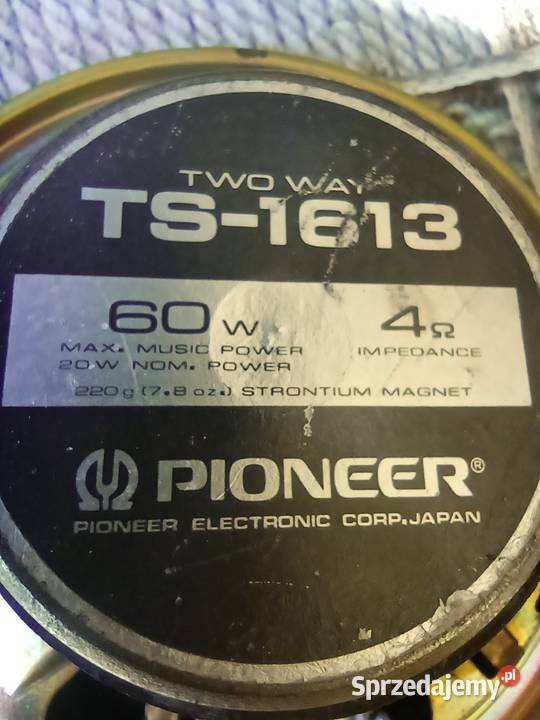 TWO WAY
TS-1613
60 W
MAX. MUSIC POWER
20W NOM. POWER
4Ω
IMPEDANCE
220g (7.8 oz.) STRONTIUM MAGNET
PIONEER®
PIONEER ELECTRONIC CORP.JAPAN
Sprzedajemy.pl